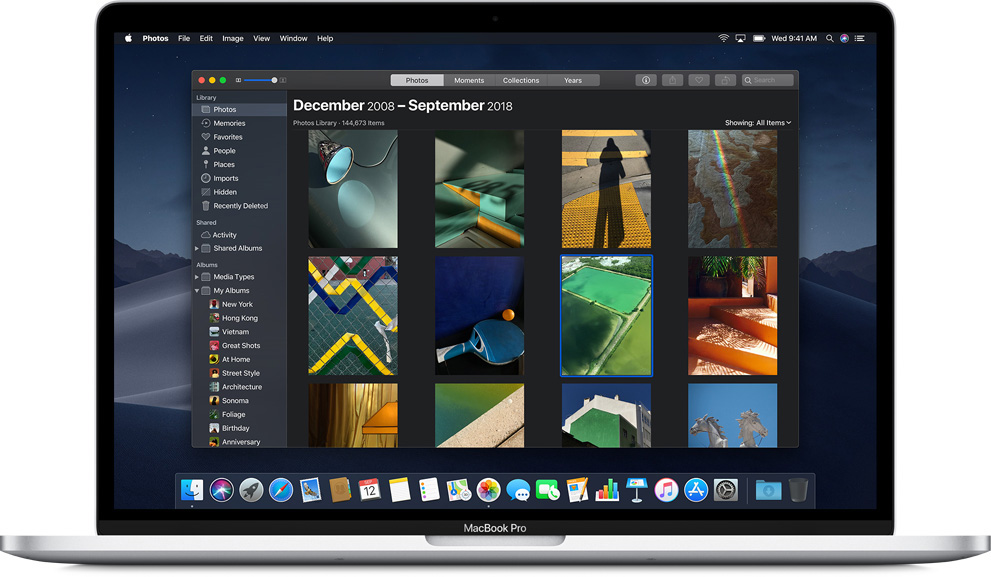 Photos File Edit Image View Window Help Wed 9:41 AM
Photos Moments Collections Years Search
Library
Photos
Memories
Favorites
People
Places
Imports
Hidden
Recently Deleted
Shared
Activity
Shared Albums
Albums
Media Types
My Albums
New York
Hong Kong
Vietnam
Great Shots
At Home
Street Style
Architecture
Sonoma
Foliage
Birthday
Anniversary
December 2008 – September 2018
Photos Library · 144,673 Items Showing: All Items
SEP
12
MacBook Pro